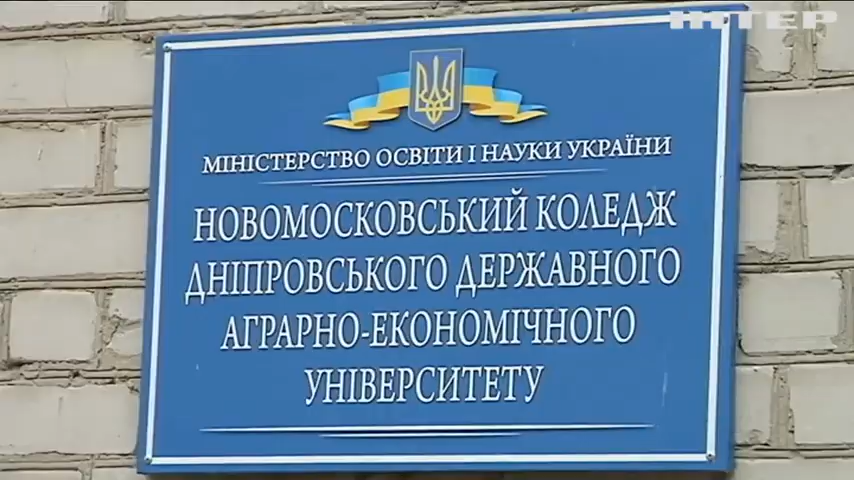 ІНТЕР
МІНІСТЕРСТВО ОСВІТИ І НАУКИ УКРАЇНИ
НОВОМОСКОВСЬКИЙ КОЛЕДЖ
ДНІПРОВСЬКОГО ДЕРЖАВНОГО
АГРАРНО-ЕКОНОМІЧНОГО
УНІВЕРСИТЕТУ